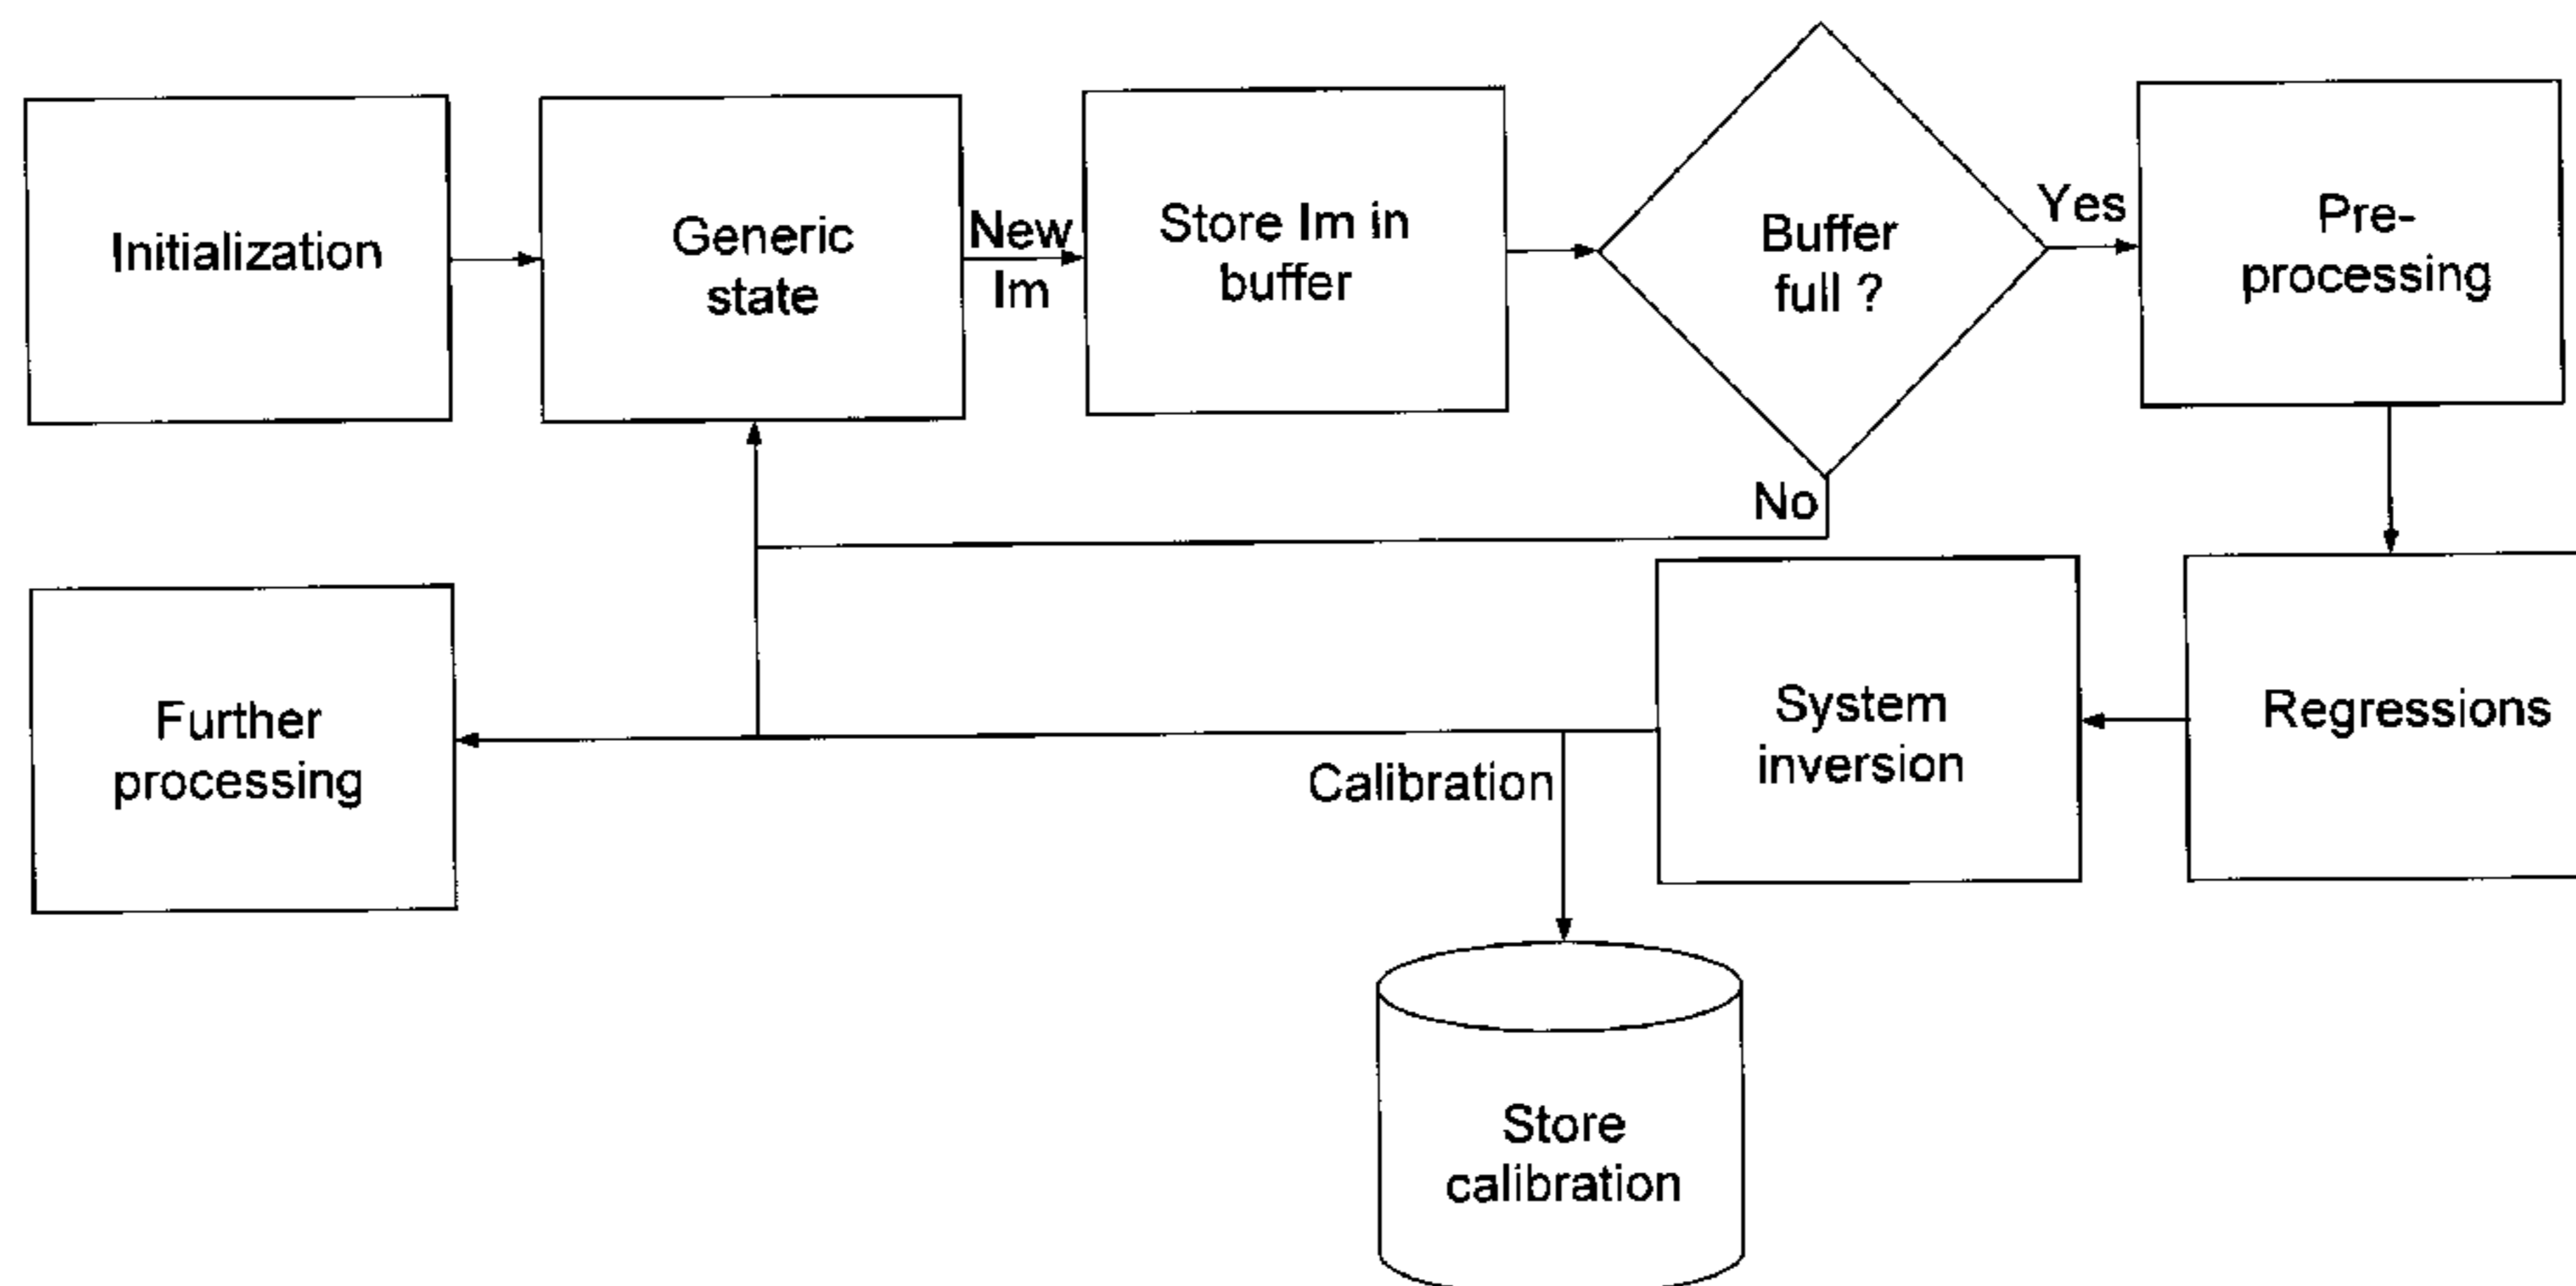 Initialization
Generic
state
New
Im
Store Im in
buffer
Buffer
full ?
Yes
Pre-
processing
No
Further
processing
System
inversion
Regressions
Calibration
Store
calibration